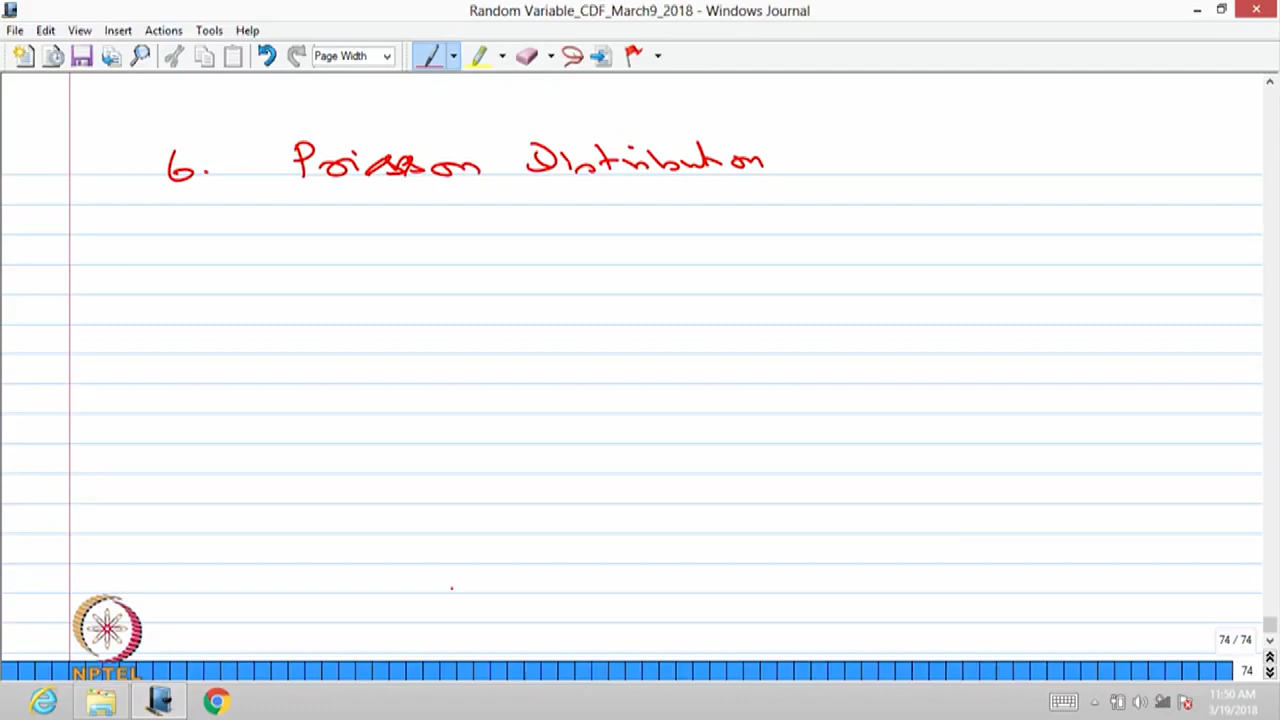 Random Variable_CDF_March9_2018 - Windows Journal
File Edit View Insert Actions Tools Help
Page Width
6. Poisson Distribution
74 / 74
NPTEL
74
11:50 AM
3/19/2018